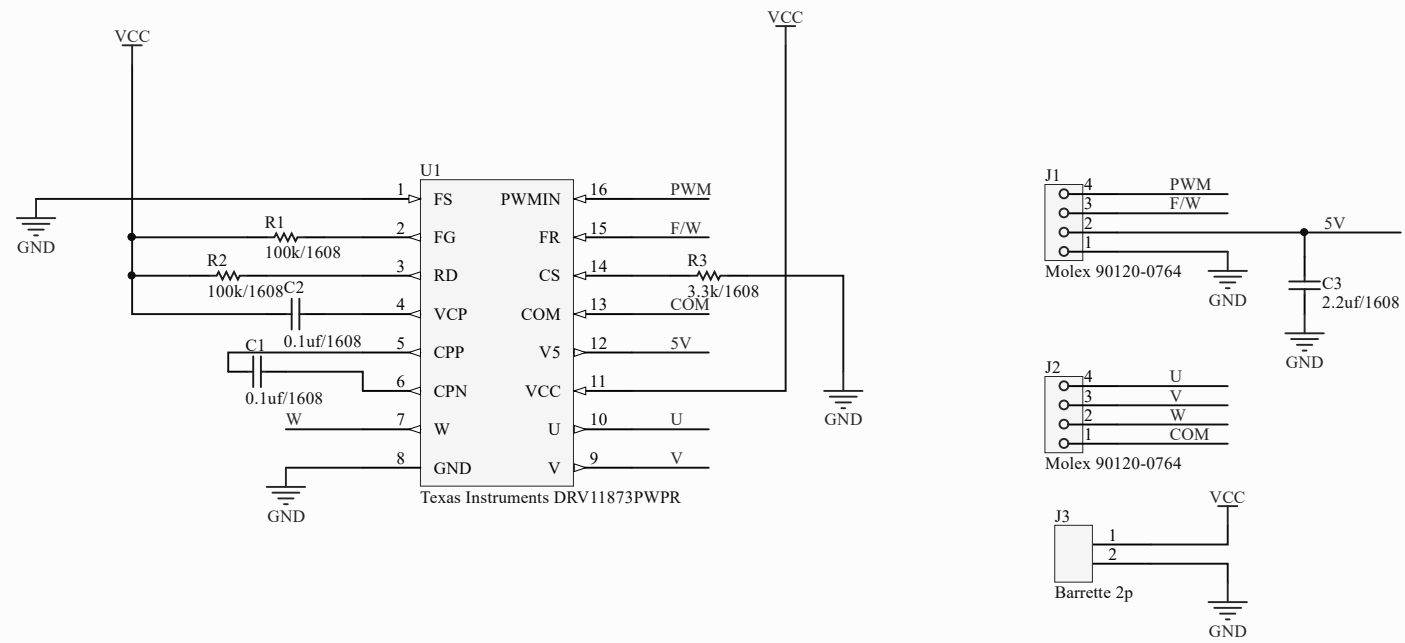 VCC
VCC
U1
1 FS PWMIN 16 PWM
GND
R1
100k/1608
2 FG FR 15 F/W
R2
100k/1608
3 RD CS 14 R3
3.3k/1608
C2
0.1uf/1608
4 VCP COM 13 COM
C1
0.1uf/1608
5 CPP V5 12 5V
6 CPN VCC 11
GND
W 7 W U 10 U
8 GND V 9 V
GND
Texas Instruments DRV11873PWPR
J1
4 PWM
3 F/W
2 5V
1
Molex 90120-0764
GND
C3
2.2uf/1608
GND
J2
4 U
3 V
2 W
1 COM
Molex 90120-0764
VCC
J3
1
2
Barrette 2p
GND